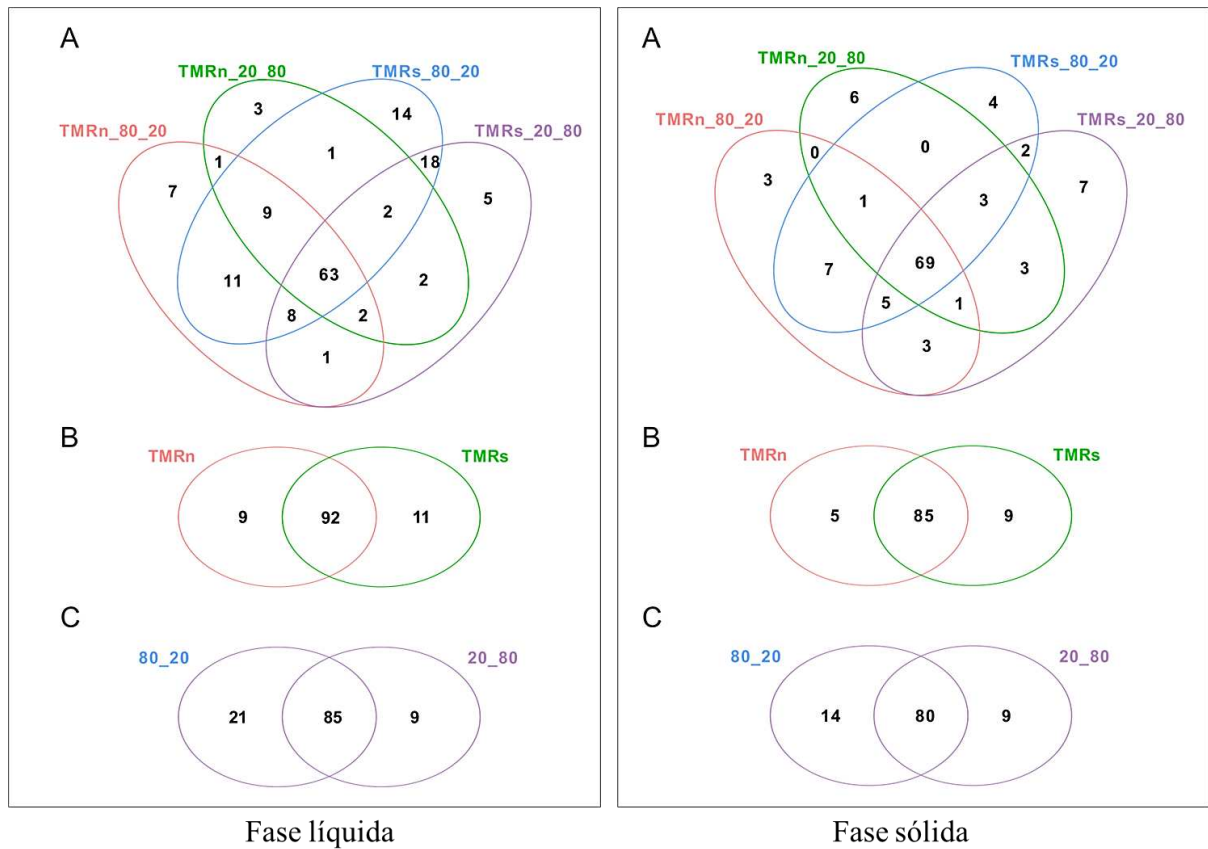 A
TMRn_20_80
TMRs_80_20
TMRn_80_20
TMRs_20_80
3
14
1
1
18
7
9
2
5
11
63
2
8
2
1
B
TMRn
TMRs
9
92
11
C
80_20
20_80
21
85
9
Fase líquida
A
TMRn_20_80
TMRs_80_20
TMRn_80_20
TMRs_20_80
6
4
0
0
2
3
1
3
7
7
69
3
5
1
3
B
TMRn
TMRs
5
85
9
C
80_20
20_80
14
80
9
Fase sólida